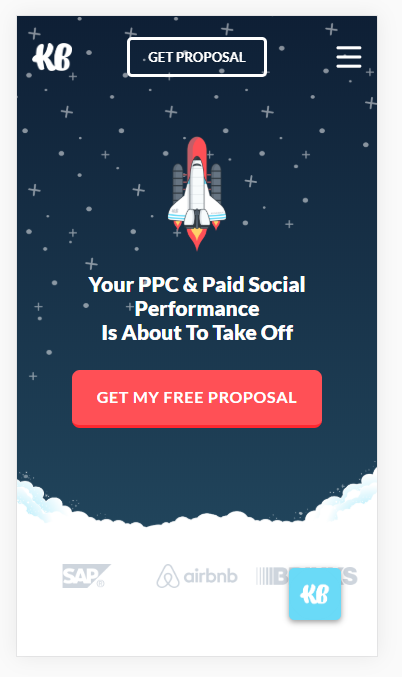 KB
GET PROPOSAL
Your PPC & Paid Social
Performance
Is About To Take Off
GET MY FREE PROPOSAL
SAP®
airbnb
KB